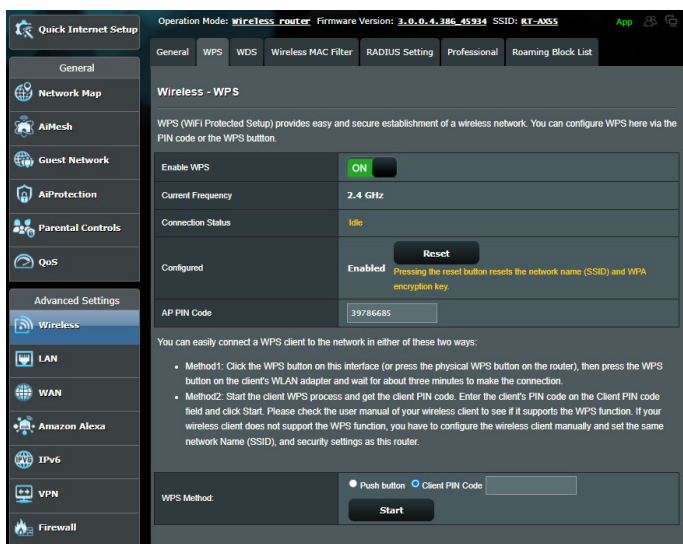 Quick Internet Setup
General
Network Map
AiMesh
Guest Network
AiProtection
Parental Controls
QoS
Advanced Settings
Wireless
LAN
WAN
Amazon Alexa
IPv6
VPN
Firewall
Operation Mode: Wireless router Firmware Version: 3.0.0.4.386_45934 SSID: RT-AX55 App
General WPS WDS Wireless MAC Filter RADIUS Setting Professional Roaming Block List
Wireless - WPS
WPS (WiFi Protected Setup) provides easy and secure establishment of a wireless network. You can configure WPS here via the
PIN code or the WPS buttton.
Enable WPS ON
Current Frequency 2.4 GHz
Connection Status Idle
Configured Enabled Reset
Pressing the reset button resets the network name (SSID) and WPA
encryption key.
AP PIN Code 39786685
You can easily connect a WPS client to the network in either of these two ways:
• Method1: Click the WPS button on this interface (or press the physical WPS button on the router), then press the WPS
button on the client's WLAN adapter and wait for about three minutes to make the connection.
• Method2: Start the client WPS process and get the client PIN code. Enter the client's PIN code on the Client PIN code
field and click Start. Please check the user manual of your wireless client to see if it supports the WPS function. If your
wireless client does not support the WPS function, you have to configure the wireless client manually and set the same
network Name (SSID), and security settings as this router.
WPS Method: Push button Client PIN Code
Start